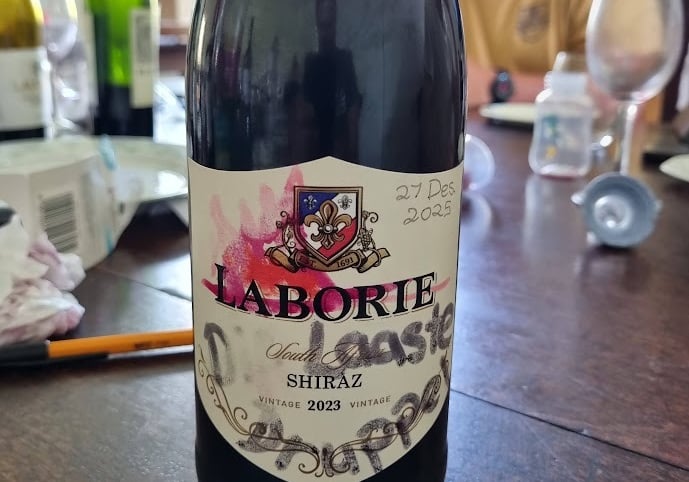 27 Des.
2025
1691
LABORIE
D Laaste
South
SHIRAZ
VINTAGE 2023 VINTAGE